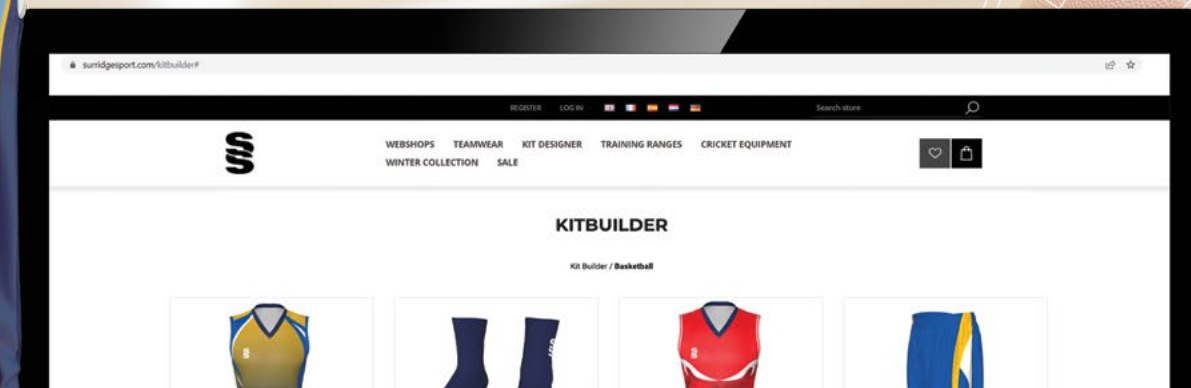 surridgesport.com/kitbuilder#
REGISTER LOG IN Search store
WEBSHOPS TEAMWEAR KIT DESIGNER TRAINING RANGES CRICKET EQUIPMENT
WINTER COLLECTION SALE
KITBUILDER
Kit Builder / Basketball